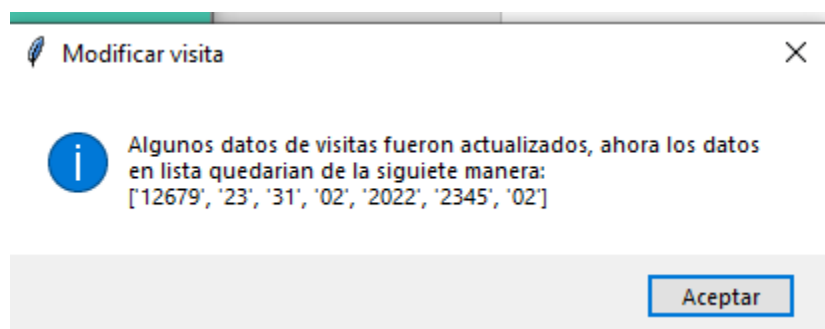 Modificar visita
Algunos datos de visitas fueron actualizados, ahora los datos
en lista quedarian de la siguiete manera:
['12679', '23', '31', '02', '2022', '2345', '02']
Aceptar